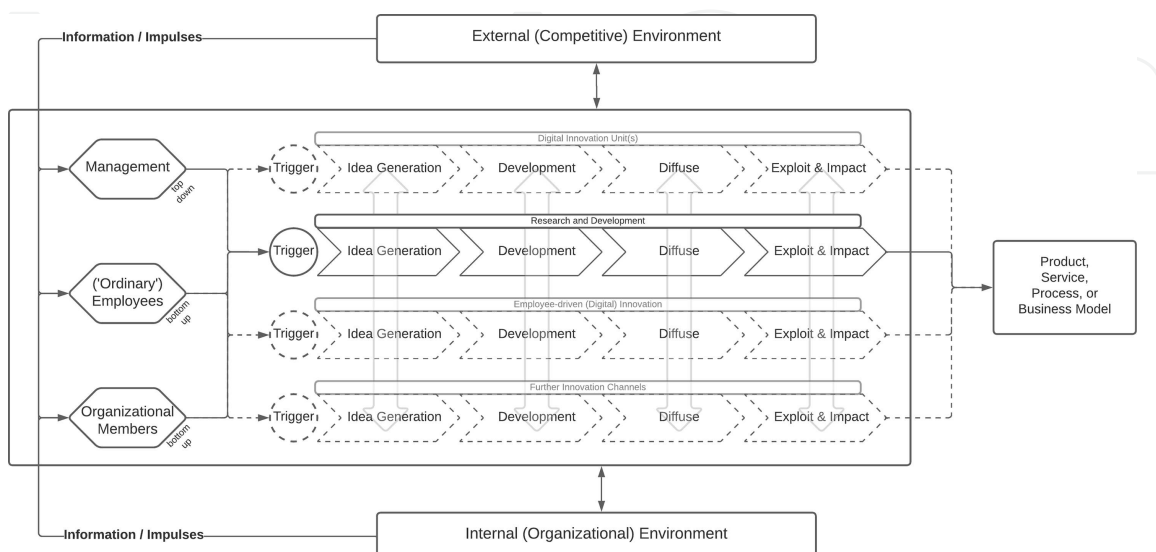 External (Competitive) Environment
Information / Impulses
Digital Innovation Unit(s)
Management
top
down
Trigger
Idea Generation
Development
Diffuse
Exploit & Impact
Research and Development
Trigger
Idea Generation
Development
Diffuse
Exploit & Impact
('Ordinary')
Employees
bottom
up
Employee-driven (Digital) Innovation
Trigger
Idea Generation
Development
Diffuse
Exploit & Impact
Further Innovation Channels
Organizational
Members
bottom
up
Trigger
Idea Generation
Development
Diffuse
Exploit & Impact
Product,
Service,
Process, or
Business Model
Information / Impulses
Internal (Organizational) Environment